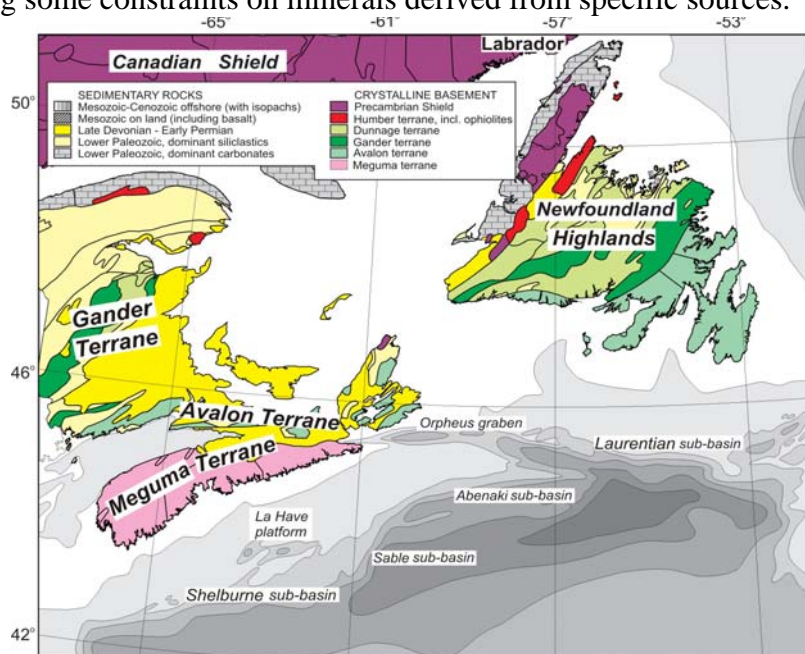 g some constraints on minerals derived from specific sources.
-65°
-61°
-57°
-53°
Labrador
Canadian Shield
50°
SEDIMENTARY ROCKS
Mesozoic-Cenozoic offshore (with isopachs)
Mesozoic on land (including basalt)
Late Devonian - Early Permian
Lower Paleozoic, dominant siliclastics
Lower Paleozoic, dominant carbonates
CRYSTALLINE BASEMENT
Precambrian Shield
Humber terrane, incl. ophiolites
Dunnage terrane
Gander terrane
Avalon terrane
Meguma terrane
Newfoundland
Highlands
Gander
Terrane
46°
Avalon Terrane
Meguma Terrane
Orpheus graben
Laurentian sub-basin
Abenaki sub-basin
La Have
platform
Sable sub-basin
Shelburne sub-basin
42°